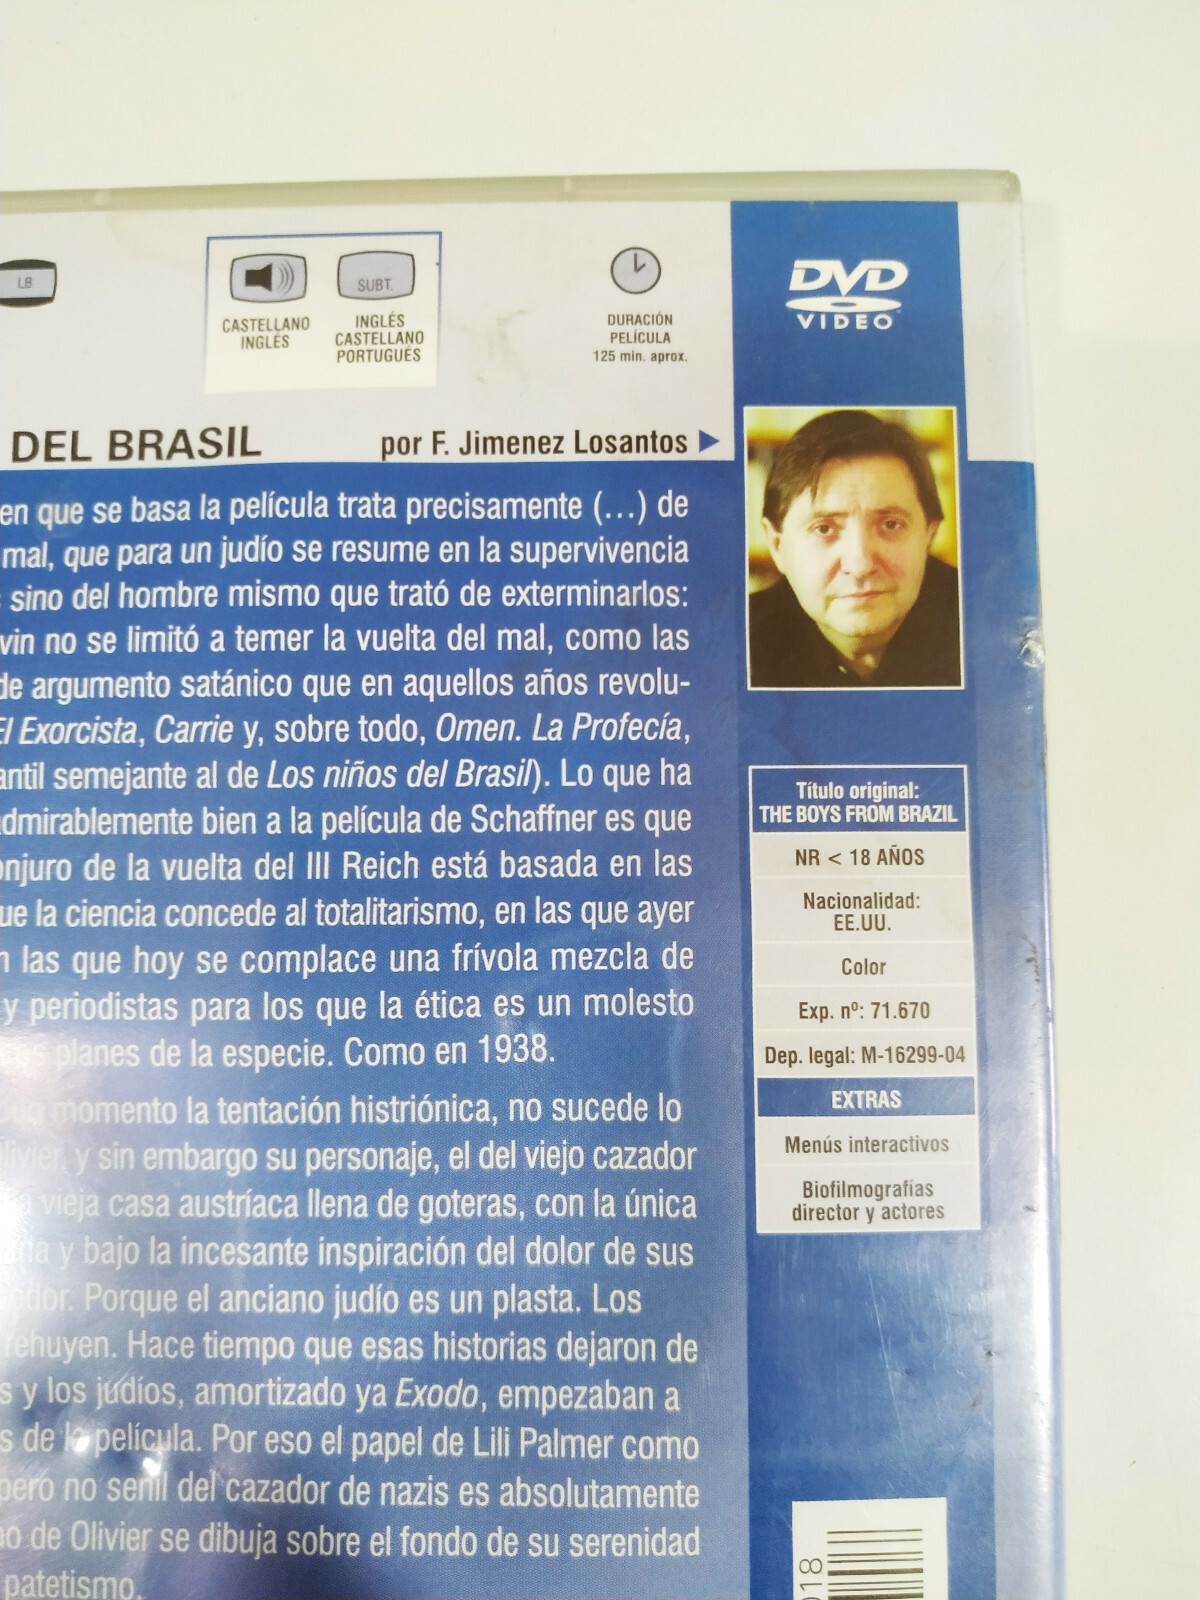 LB
CASTELLANO
INGLÉS
SUBT.
INGLÉS
CASTELLANO
PORTUGUÉS
DURACIÓN
PELÍCULA
125 min. aprox.
DVD
VIDEO
DEL BRASIL
por F. Jimenez Losantos
en que se basa la película trata precisamente (…) de
mal, que para un judío se resume en la supervivencia
sino del hombre mismo que trató de exterminarlos:
vin no se limitó a temer la vuelta del mal, como las
de argumento satánico que en aquellos años revolu-
El Exorcista, Carrie y, sobre todo, Omen. La Profecía,
antil semejante al de Los niños del Brasil). Lo que ha
admirablemente bien a la película de Schaffner es que
onjuro de la vuelta del III Reich está basada en las
ue la ciencia concede al totalitarismo, en las que ayer
n las que hoy se complace una frívola mezcla de
y periodistas para los que la ética es un molesto
planes de la especie. Como en 1938.
momento la tentación histriónica, no sucede lo
Olivier, y sin embargo su personaje, el del viejo cazador
vieja casa austríaca llena de goteras, con la única
y bajo la incesante inspiración del dolor de sus
ador. Porque el anciano judío es un plasta. Los
rehuyen. Hace tiempo que esas historias dejaron de
s y los judíos, amortizado ya Exodo, empezaban a
s de la película. Por eso el papel de Lili Palmer como
pero no senil del cazador de nazis es absolutamente
no de Olivier se dibuja sobre el fondo de su serenidad
patetismo.
Título original:
THE BOYS FROM BRAZIL
NR < 18 AÑOS
Nacionalidad:
EE.UU.
Color
Exp. nº: 71.670
Dep. legal: M-16299-04
EXTRAS
Menús interactivos
Biofilmografías
director y actores
018